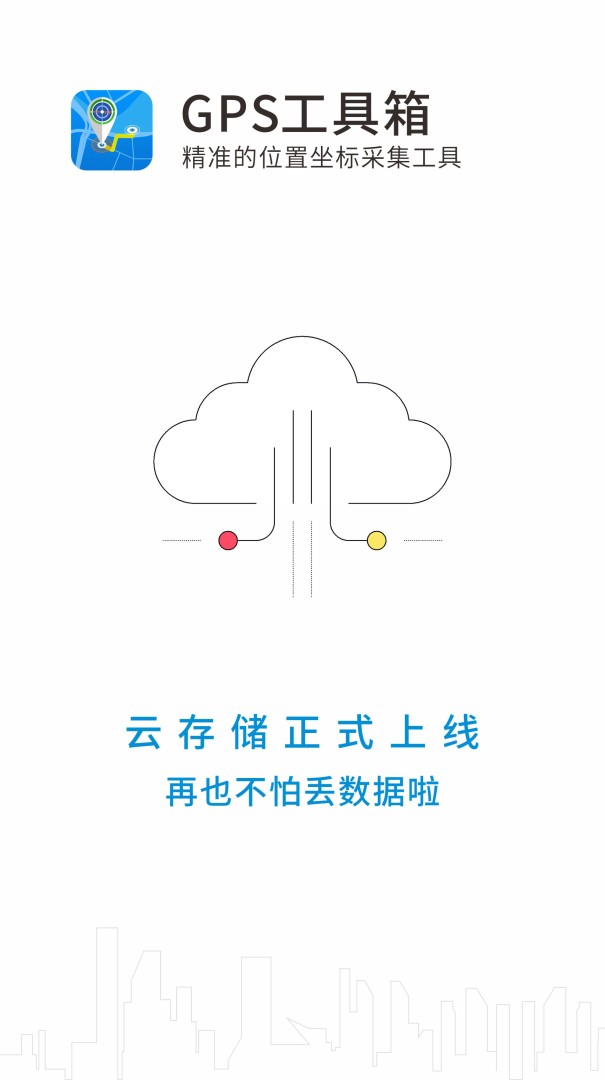 GPS工具箱
精准的位置坐标采集工具
云存储正式上线
再也不怕丢数据啦